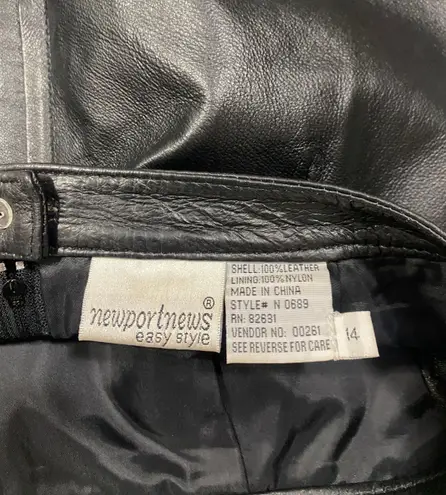 newportnews®
easy style
SHELL:100%LEATHER
LINING:100%NYLON
MADE IN CHINA
STYLE# N 0689
RN: 82631
VENDOR NO: 00261
SEE REVERSE FOR CARE
14